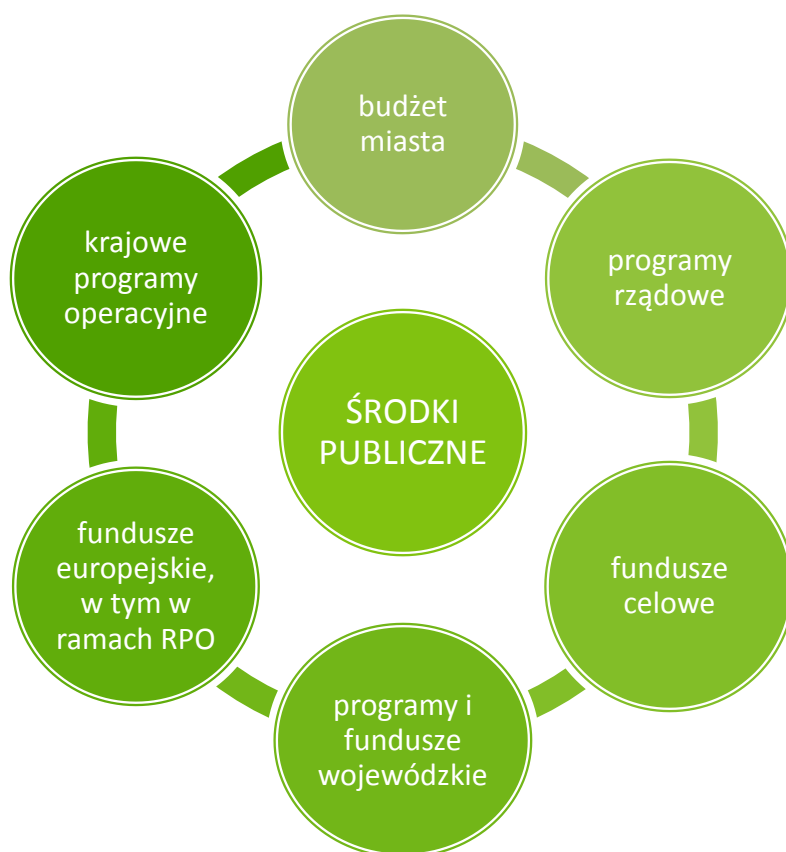 budżet
miasta
programy
rządowe
fundusze
celowe
programy i
fundusze
wojewódzkie
fundusze
europejskie,
w tym w
ramach RPO
krajowe
programy
operacyjne
ŚRODKI
PUBLICZNE